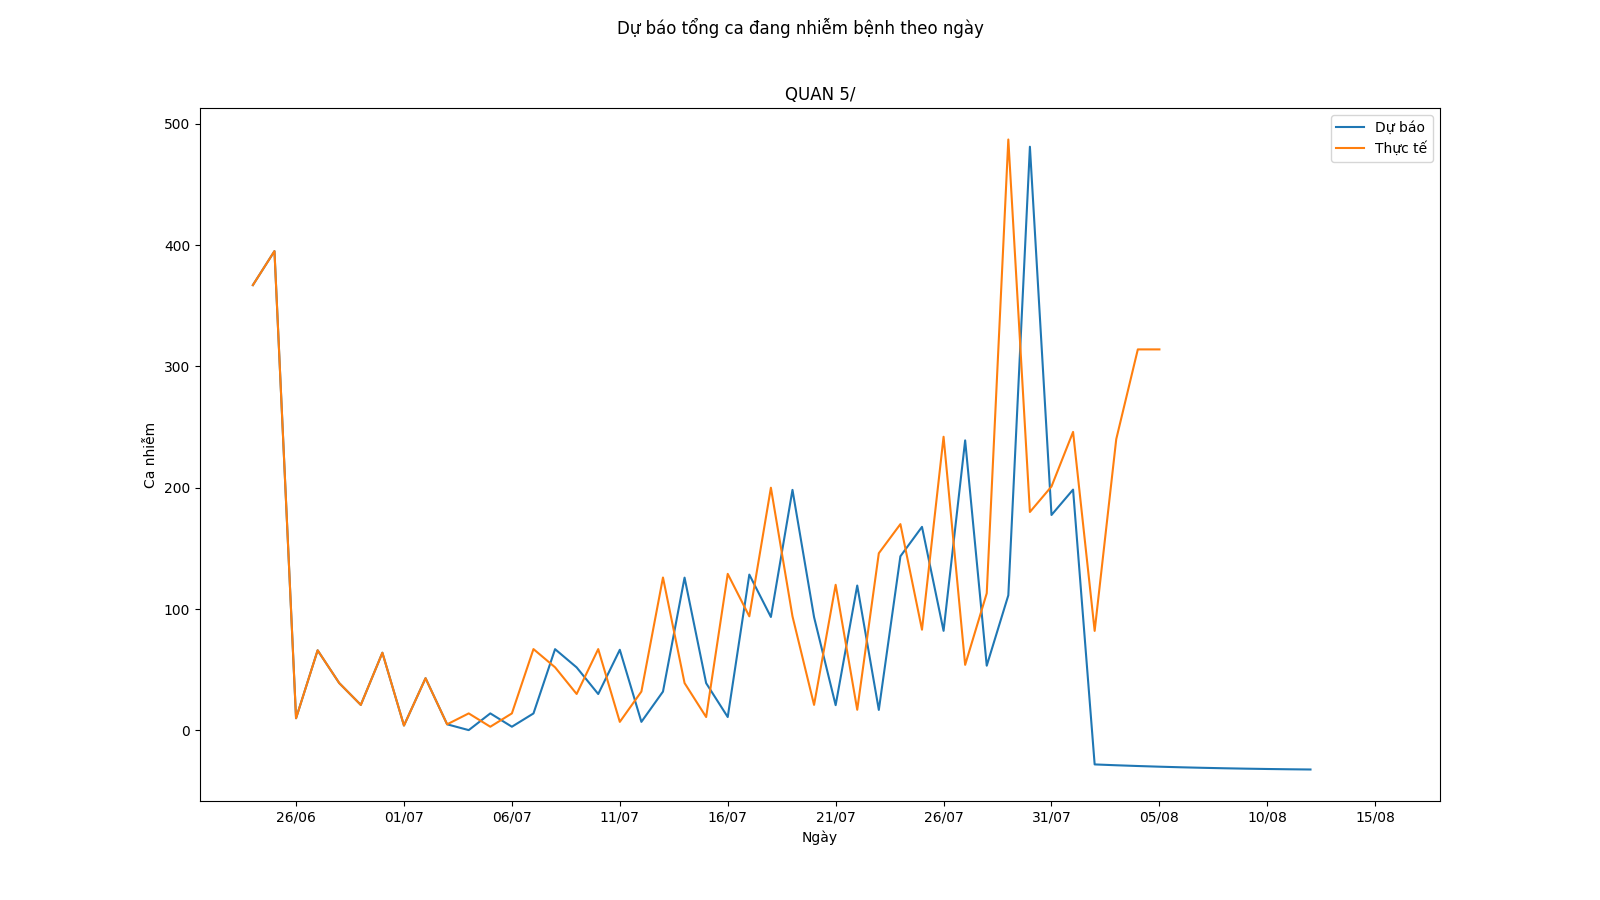 Dự báo tổng ca đang nhiễm bệnh theo ngày
QUAN 5/
Dự báo
Thực tế
Ca nhiễm
500
400
300
200
100
0
26/06 01/07 06/07 11/07 16/07 21/07 26/07 31/07 05/08 10/08 15/08
Ngày